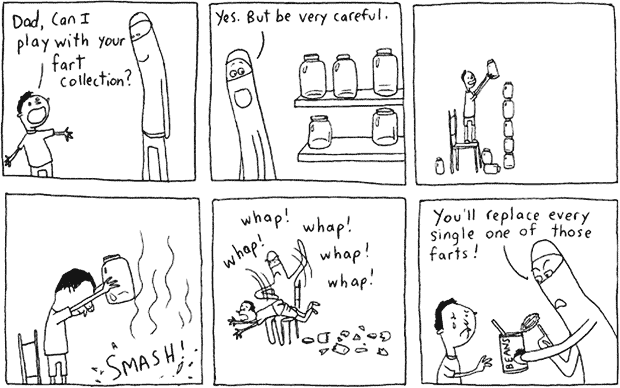 Dad, Can I
play with your
fart
collection?
Yes. But be very careful.
SMASH!
whap!
whap!
whap!
whap!
whap!
You'll replace every
single one of those
farts!
BEANS